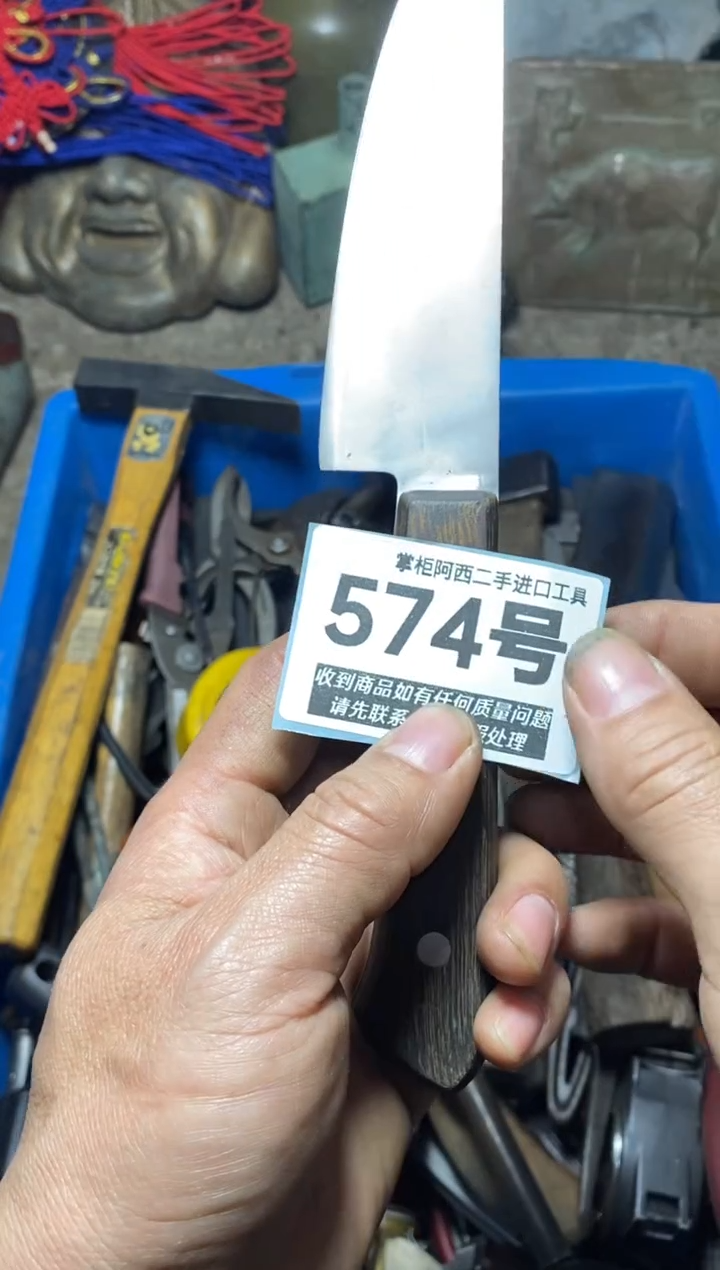 掌柜阿西二手进口工具
574号
收到商品如有任何质量问题
请先联系 处理